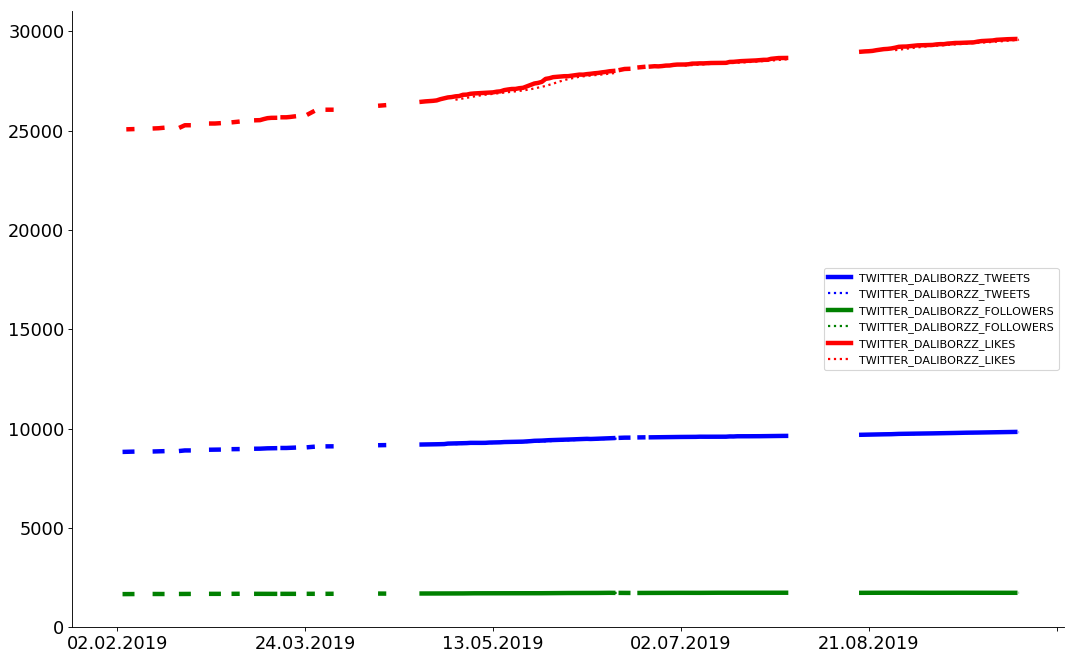 30000
25000
20000
15000
10000
5000
0
TWITTER_DALIBORZZ_TWEETS
TWITTER_DALIBORZZ_TWEETS
TWITTER_DALIBORZZ_FOLLOWERS
TWITTER_DALIBORZZ_FOLLOWERS
TWITTER_DALIBORZZ_LIKES
TWITTER_DALIBORZZ_LIKES
02.02.2019 24.03.2019 13.05.2019 02.07.2019 21.08.2019